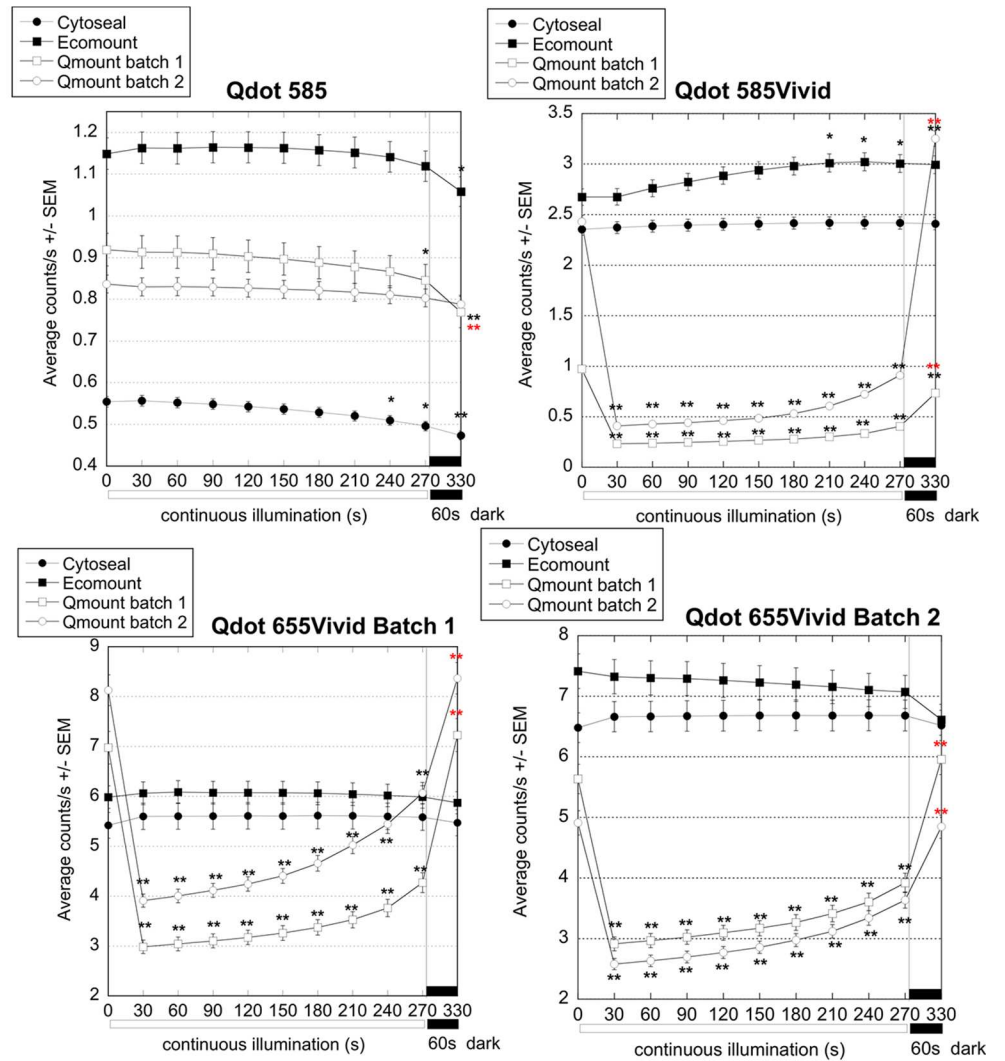 Cytoseal
Ecomount
Qmount batch 1
Qmount batch 2
Qdot 585
Average counts/s +/- SEM
1.2
1.1
1
0.9
0.8
0.7
0.6
0.5
0.4
*
*
**
**
* * **
0 30 60 90 120 150 180 210 240 270 330
continuous illumination (s)
60s dark
Cytoseal
Ecomount
Qmount batch 1
Qmount batch 2
Qdot 585Vivid
Average counts/s +/- SEM
3.5
3
2.5
2
1.5
1
0.5
0
**
**
* * *
**
**
** ** ** ** ** ** ** ** **
** ** ** ** ** ** ** ** **
0 30 60 90 120 150 180 210 240 270 330
continuous illumination (s)
60s dark
Cytoseal
Ecomount
Qmount batch 1
Qmount batch 2
Qdot 655Vivid Batch 1
Average counts/s +/- SEM
9
8
7
6
5
4
3
2
**
**
** ** ** ** ** ** ** ** **
** ** ** ** ** ** ** ** **
0 30 60 90 120 150 180 210 240 270 330
continuous illumination (s)
60s dark
Cytoseal
Ecomount
Qmount batch 1
Qmount batch 2
Qdot 655Vivid Batch 2
Average counts/s +/- SEM
8
7
6
5
4
3
2
**
**
** ** ** ** ** ** ** ** **
** ** ** ** ** ** ** ** **
0 30 60 90 120 150 180 210 240 270 330
continuous illumination (s)
60s dark